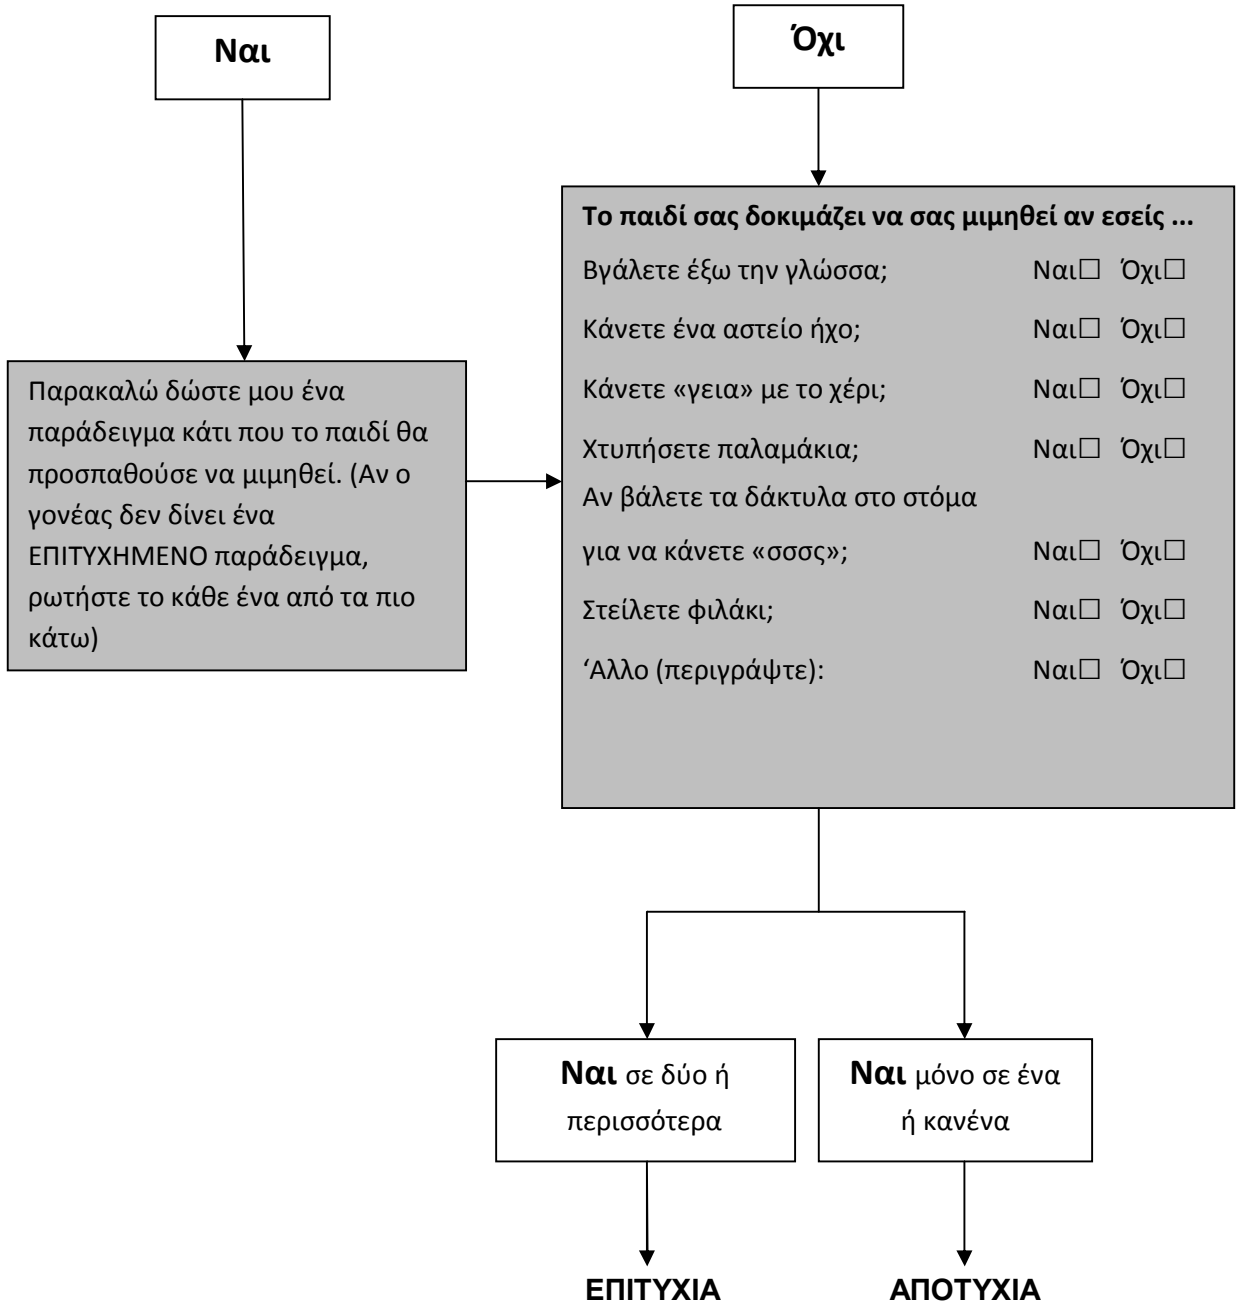 Ναι
Όχι
Παρακαλώ δώστε μου ένα
παράδειγμα κάτι που το παιδί θα
προσπαθούσε να μιμηθεί. (Αν ο
γονέας δεν δίνει ένα
ΕΠΙΤΥΧΗΜΕΝΟ παράδειγμα,
ρωτήστε το κάθε ένα από τα πιο
κάτω)
Το παιδί σας δοκιμάζει να σας μιμηθεί αν εσείς ...
Βγάλετε έξω την γλώσσα; Ναι☐ Όχι☐
Κάνετε ένα αστείο ήχο; Ναι☐ Όχι☐
Κάνετε «γεια» με το χέρι; Ναι☐ Όχι☐
Χτυπήσετε παλαμάκια; Ναι☐ Όχι☐
Αν βάλετε τα δάκτυλα στο στόμα
για να κάνετε «σσσς»; Ναι☐ Όχι☐
Στείλετε φιλάκι; Ναι☐ Όχι☐
‘Αλλο (περιγράψτε): Ναι☐ Όχι☐
Ναι σε δύο ή
περισσότερα
Ναι μόνο σε ένα
ή κανένα
ΕΠΙΤΥΧΙΑ
ΑΠΟΤΥΧΙΑ